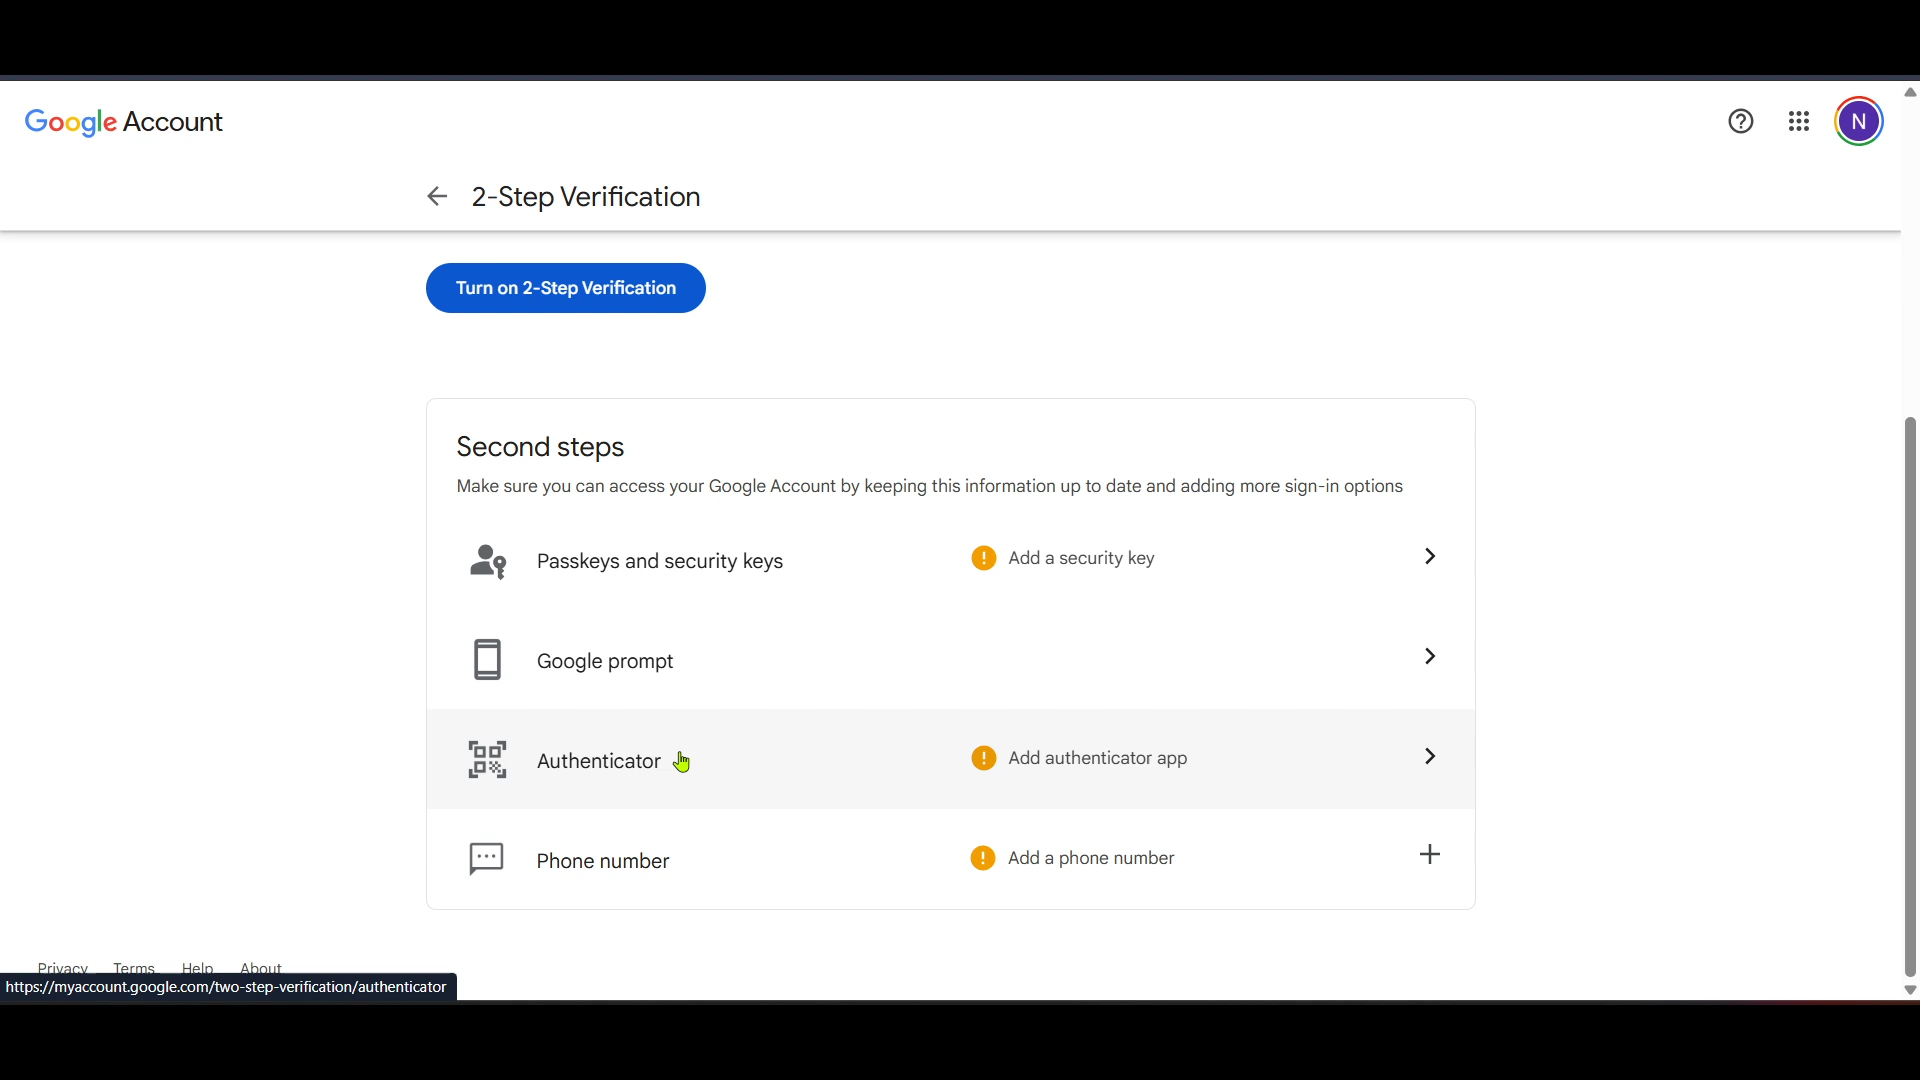 Google Account
N
2-Step Verification
Turn on 2-Step Verification
Second steps
Make sure you can access your Google Account by keeping this information up to date and adding more sign-in options
Passkeys and security keys
Add a security key
Google prompt
Authenticator
Add authenticator app
Phone number
Add a phone number
Privacy Terms Help About
https://myaccount.google.com/two-step-verification/authenticator